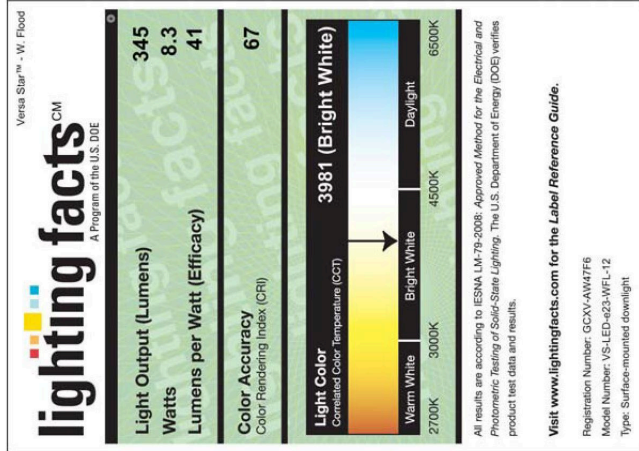 Versa Star™ - W. Flood
lighting facts℠
A Program of the U.S. DOE
Light Output (Lumens) 345
Watts 8.3
Lumens per Watt (Efficacy) 41
Color Accuracy 67
Color Rendering Index (CRI)
Light Color
Correlated Color Temperature (CCT) 3981 (Bright White)
Warm White Bright White Daylight
2700K 3000K 4500K 6500K
All results are according to IESNA LM-79-2008: Approved Method for the Electrical and
Photometric Testing of Solid-State Lighting. The U.S. Department of Energy (DOE) verifies
product test data and results.
Visit www.lightingfacts.com for the Label Reference Guide.
Registration Number: GCXV-AW47F6
Model Number: VS-LED-e23-WFL-12
Type: Surface-mounted downlight